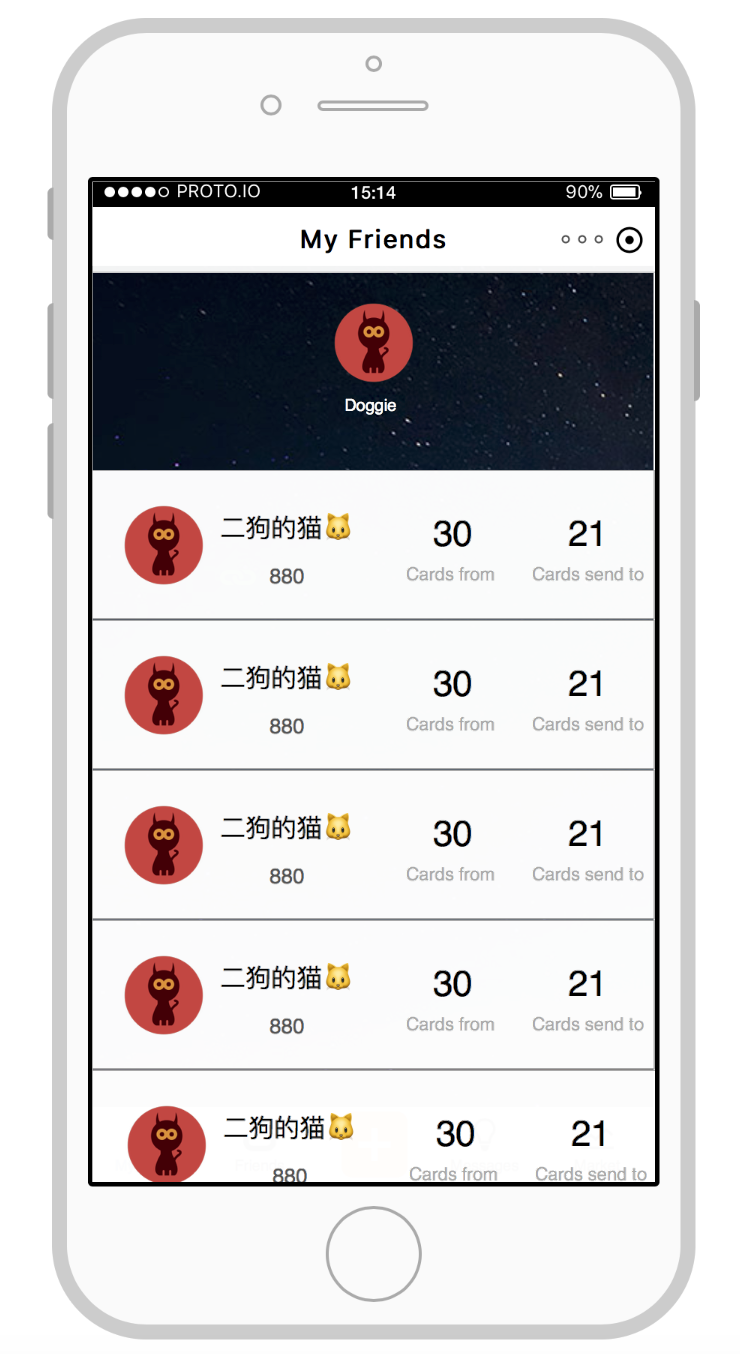 PROTO.IO 15:14 90%
My Friends
Doggie
二狗的猫🐱 30 21
880 Cards from Cards send to
二狗的猫🐱 30 21
880 Cards from Cards send to
二狗的猫🐱 30 21
880 Cards from Cards send to
二狗的猫🐱 30 21
880 Cards from Cards send to
二狗的猫🐱 30 21
880 Cards from Cards send to